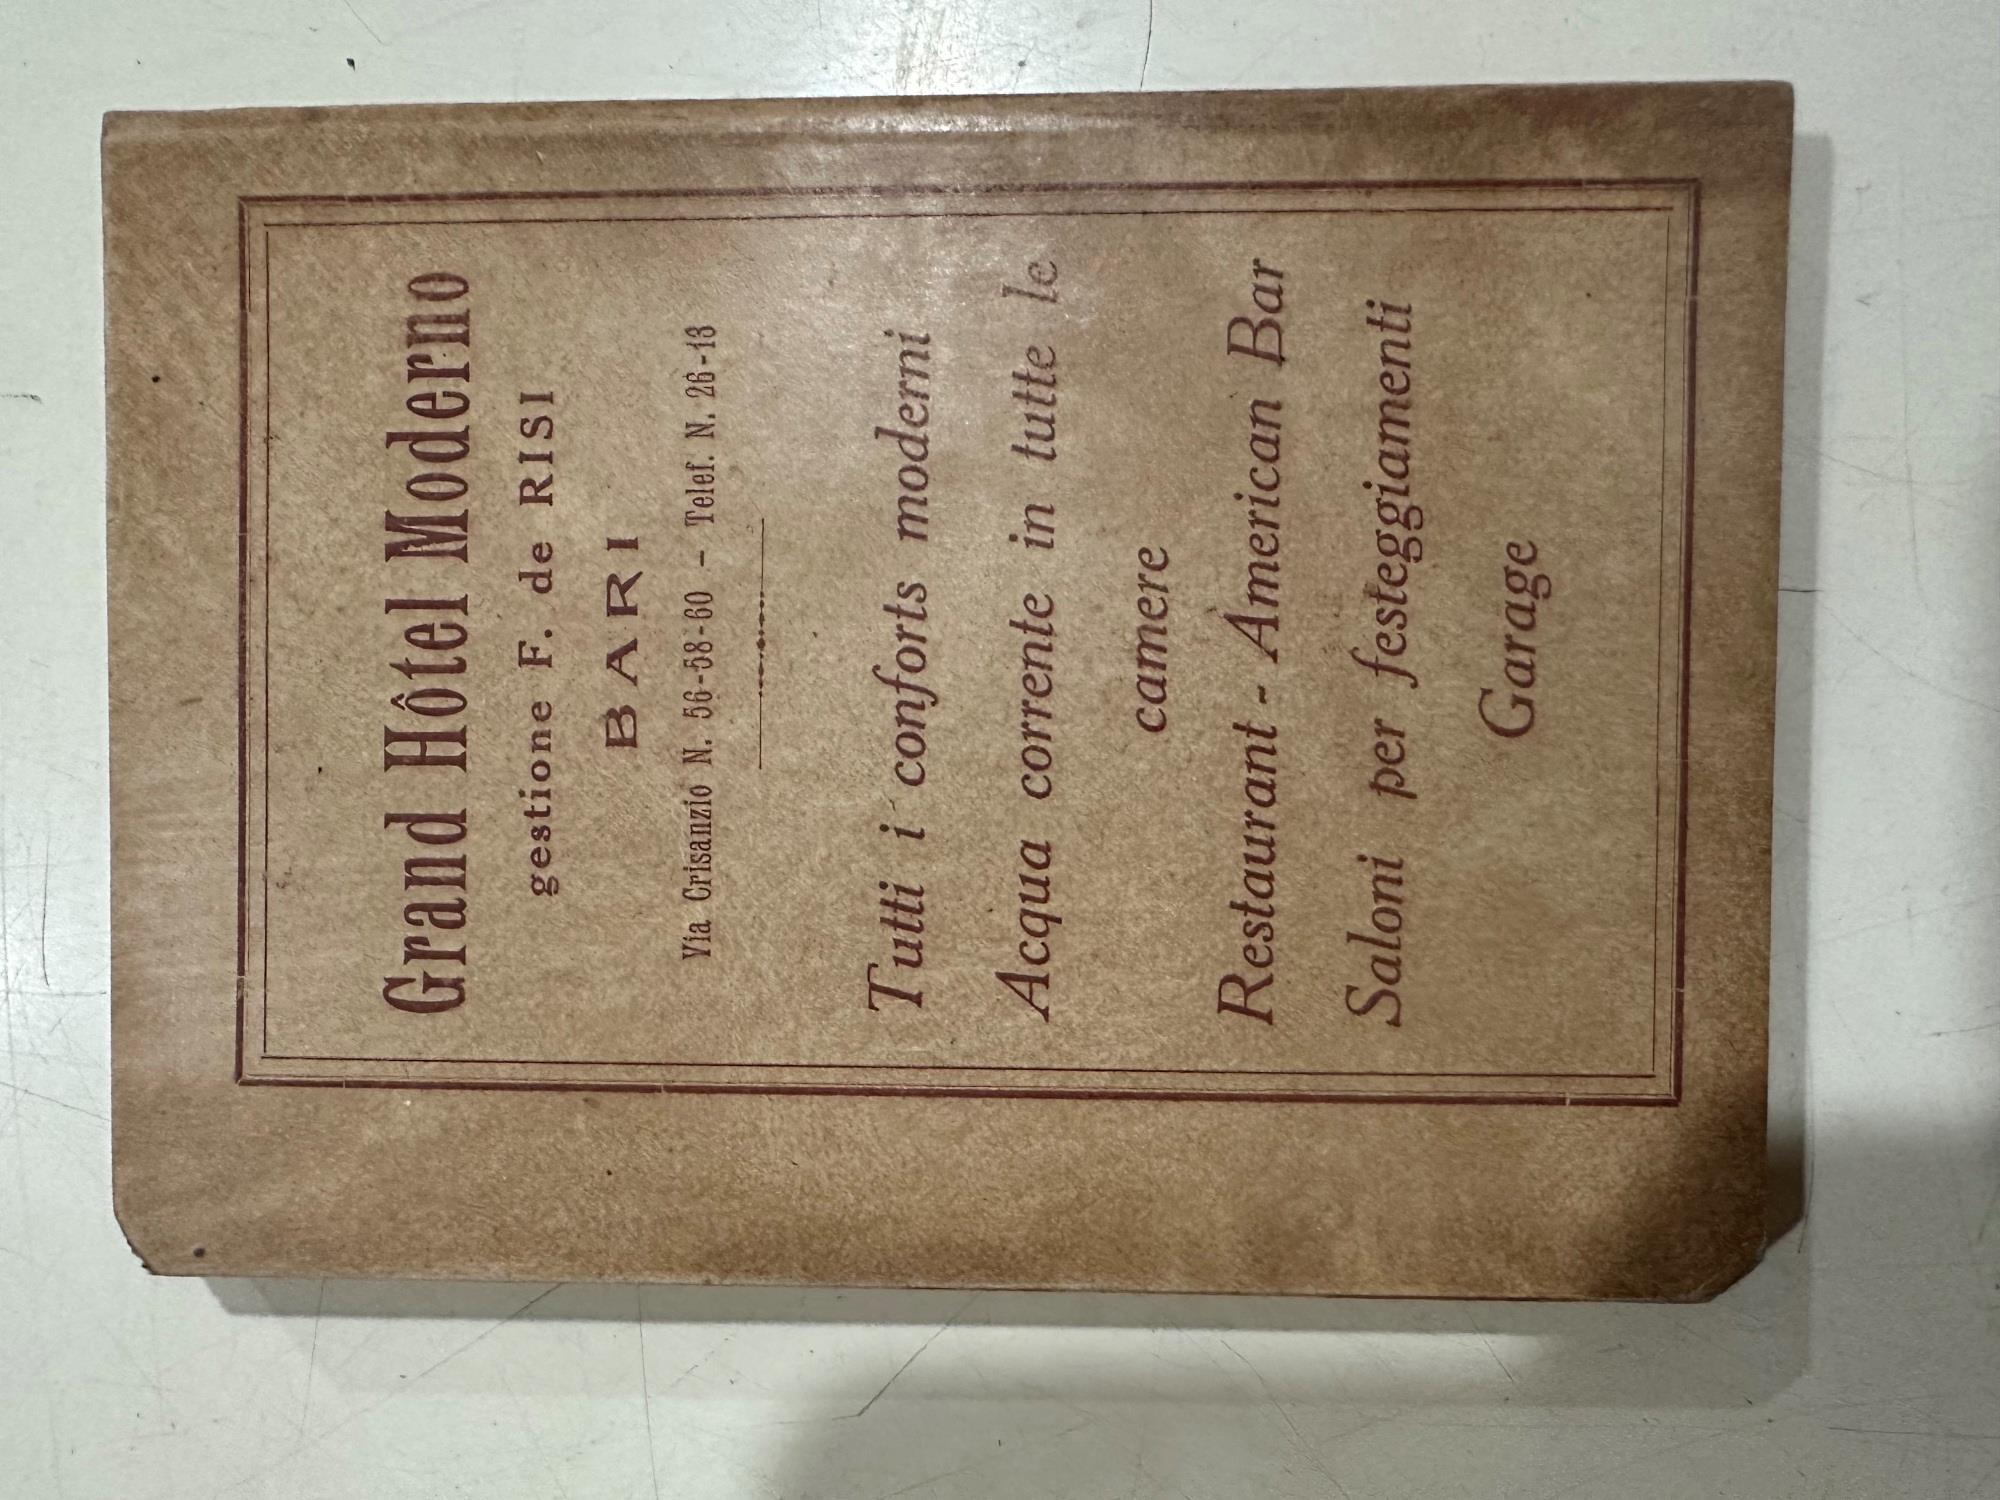 Grand Hôtel Moderno
gestione F. de RISI
BARI
Via Crisanzio N. 56-58-60 - Telef. N. 26-13
Tutti i conforts moderni
Acqua corrente in tutte le
camere
Restaurant - American Bar
Saloni per festeggiamenti
Garage